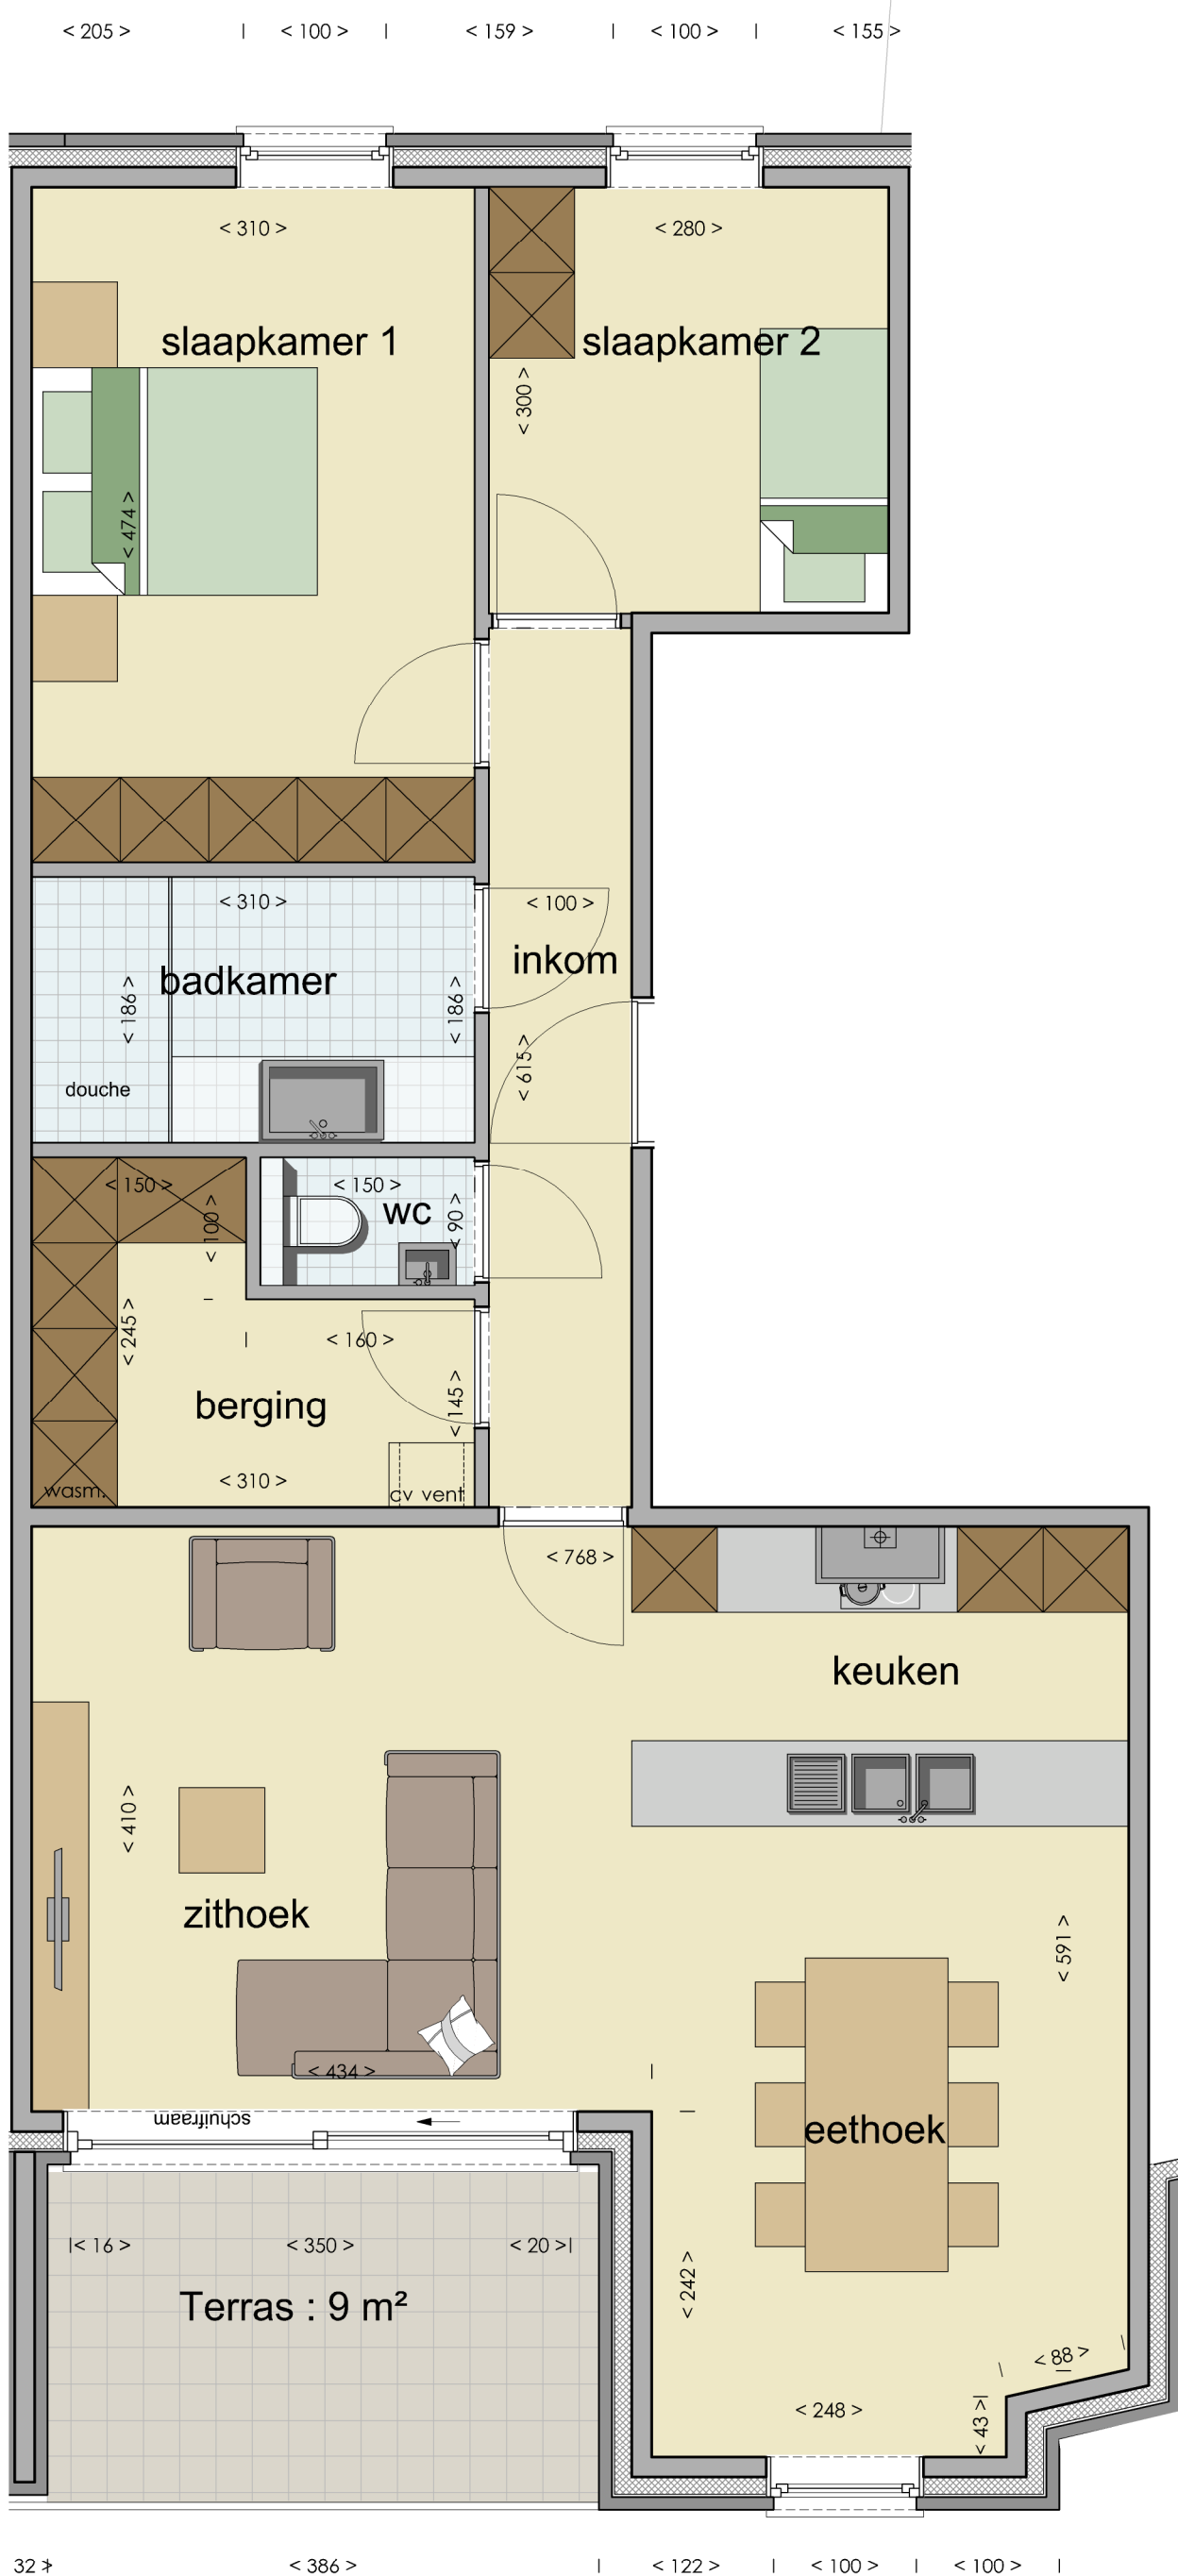 < 205 > | < 100 > | < 159 > | < 100 > | < 155 >
< 310 >
< 280 >
slaapkamer 1
slaapkamer 2
< 300 >
< 474 >
< 310 >
< 100 >
inkom
badkamer
< 186 >
< 186 >
< 615 >
douche
< 150 >
< 150 >
wc
< 90 >
< 100 >
< 245 >
< 160 >
< 145 >
berging
< 310 >
wasm.
cv vent
< 768 >
keuken
< 410 >
zithoek
< 591 >
< 434 >
schuifraam
eethoek
|< 16 >
< 350 >
< 20 >|
< 242 >
Terras : 9 m²
< 88 >
< 248 >
< 43 >|
32 > < 386 > | < 122 > | < 100 > | < 100 > |